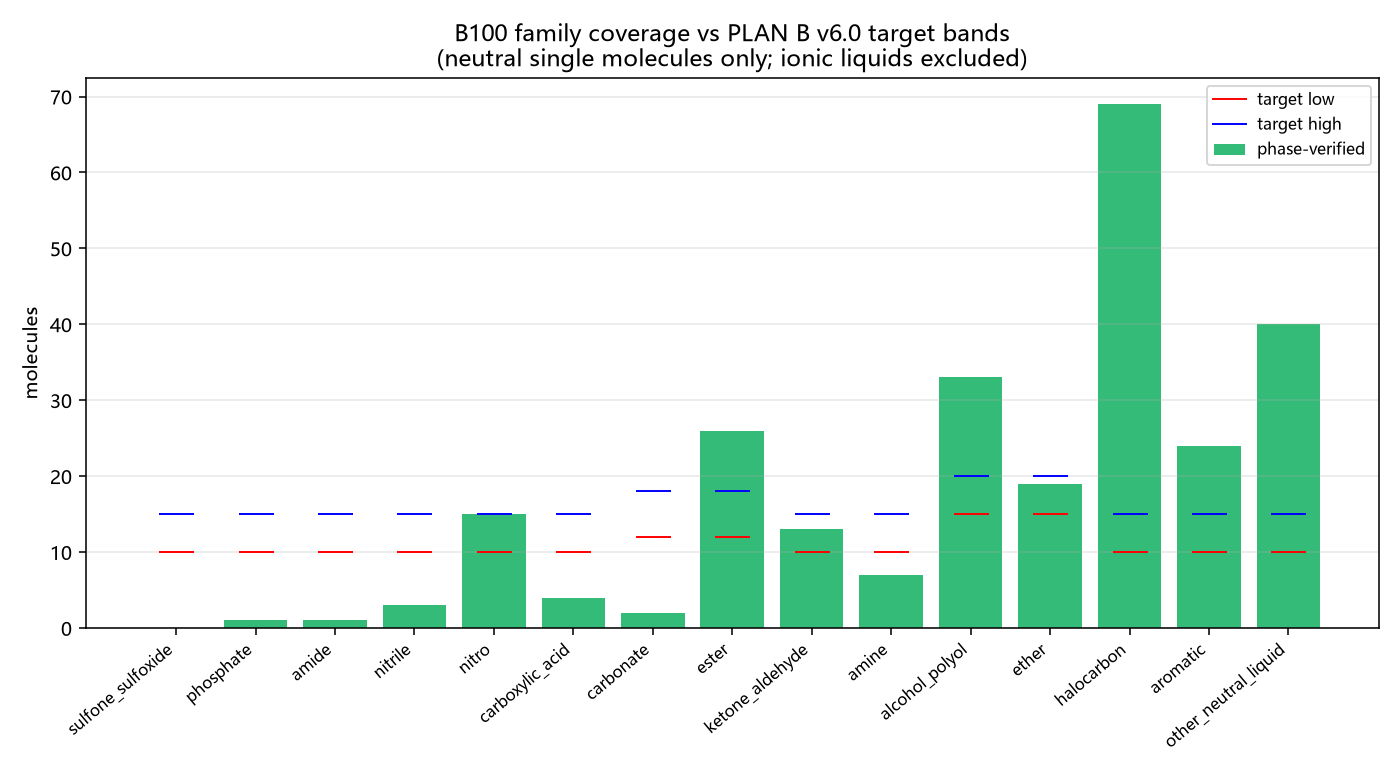 B100 family coverage vs PLAN B v6.0 target bands
(neutral single molecules only; ionic liquids excluded)
target low
target high
phase-verified
molecules
70
60
50
40
30
20
10
0
sulfone_sulfoxide
phosphate
amide
nitrile
nitro
carboxylic_acid
carbonate
ester
ketone_aldehyde
amine
alcohol_polyol
ether
halocarbon
aromatic
other_neutral_liquid